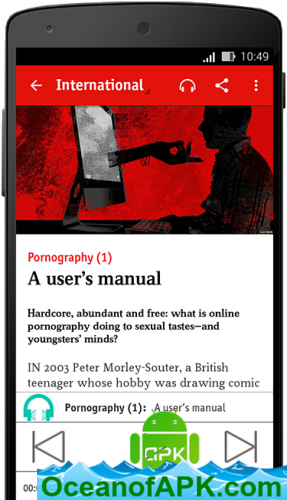 10:49
International
Pornography (1)
A user's manual
Hardcore, abundant and free: what is online
pornography doing to sexual tastes—and
youngsters' minds?
IN 2003 Peter Morley-Souter, a British
teenager whose hobby was drawing comic
Pornography (1): A user's manual
APK
00:0
OceanofAPK.com